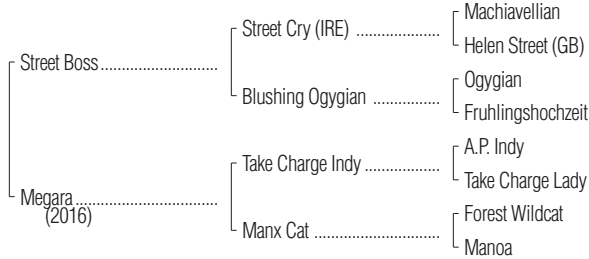 Machiavellian
Street Cry (IRE) ...................
Helen Street (GB)
Street Boss...........................
Ogygian
Blushing Ogygian ...............
Fruhlingshochzeit
A.P. Indy
Take Charge Indy .................
Take Charge Lady
Megara.................................
(2016)
Forest Wildcat
Manx Cat ............................
Manoa